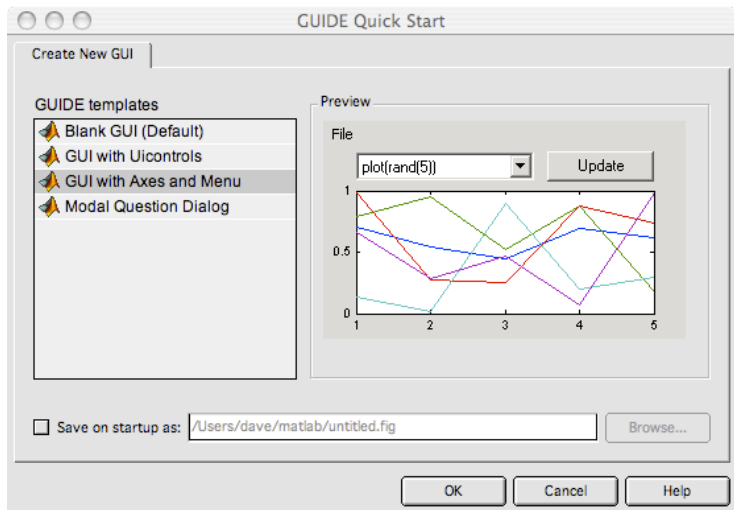 GUIDE Quick Start
Create New GUI
GUIDE templates
Blank GUI (Default)
GUI with Uicontrols
GUI with Axes and Menu
Modal Question Dialog
Preview
File
plot(rand(5))
Update
1
0.5
0
1 2 3 4 5
Save on startup as: /Users/dave/matlab/untitled.fig Browse...
OK Cancel Help